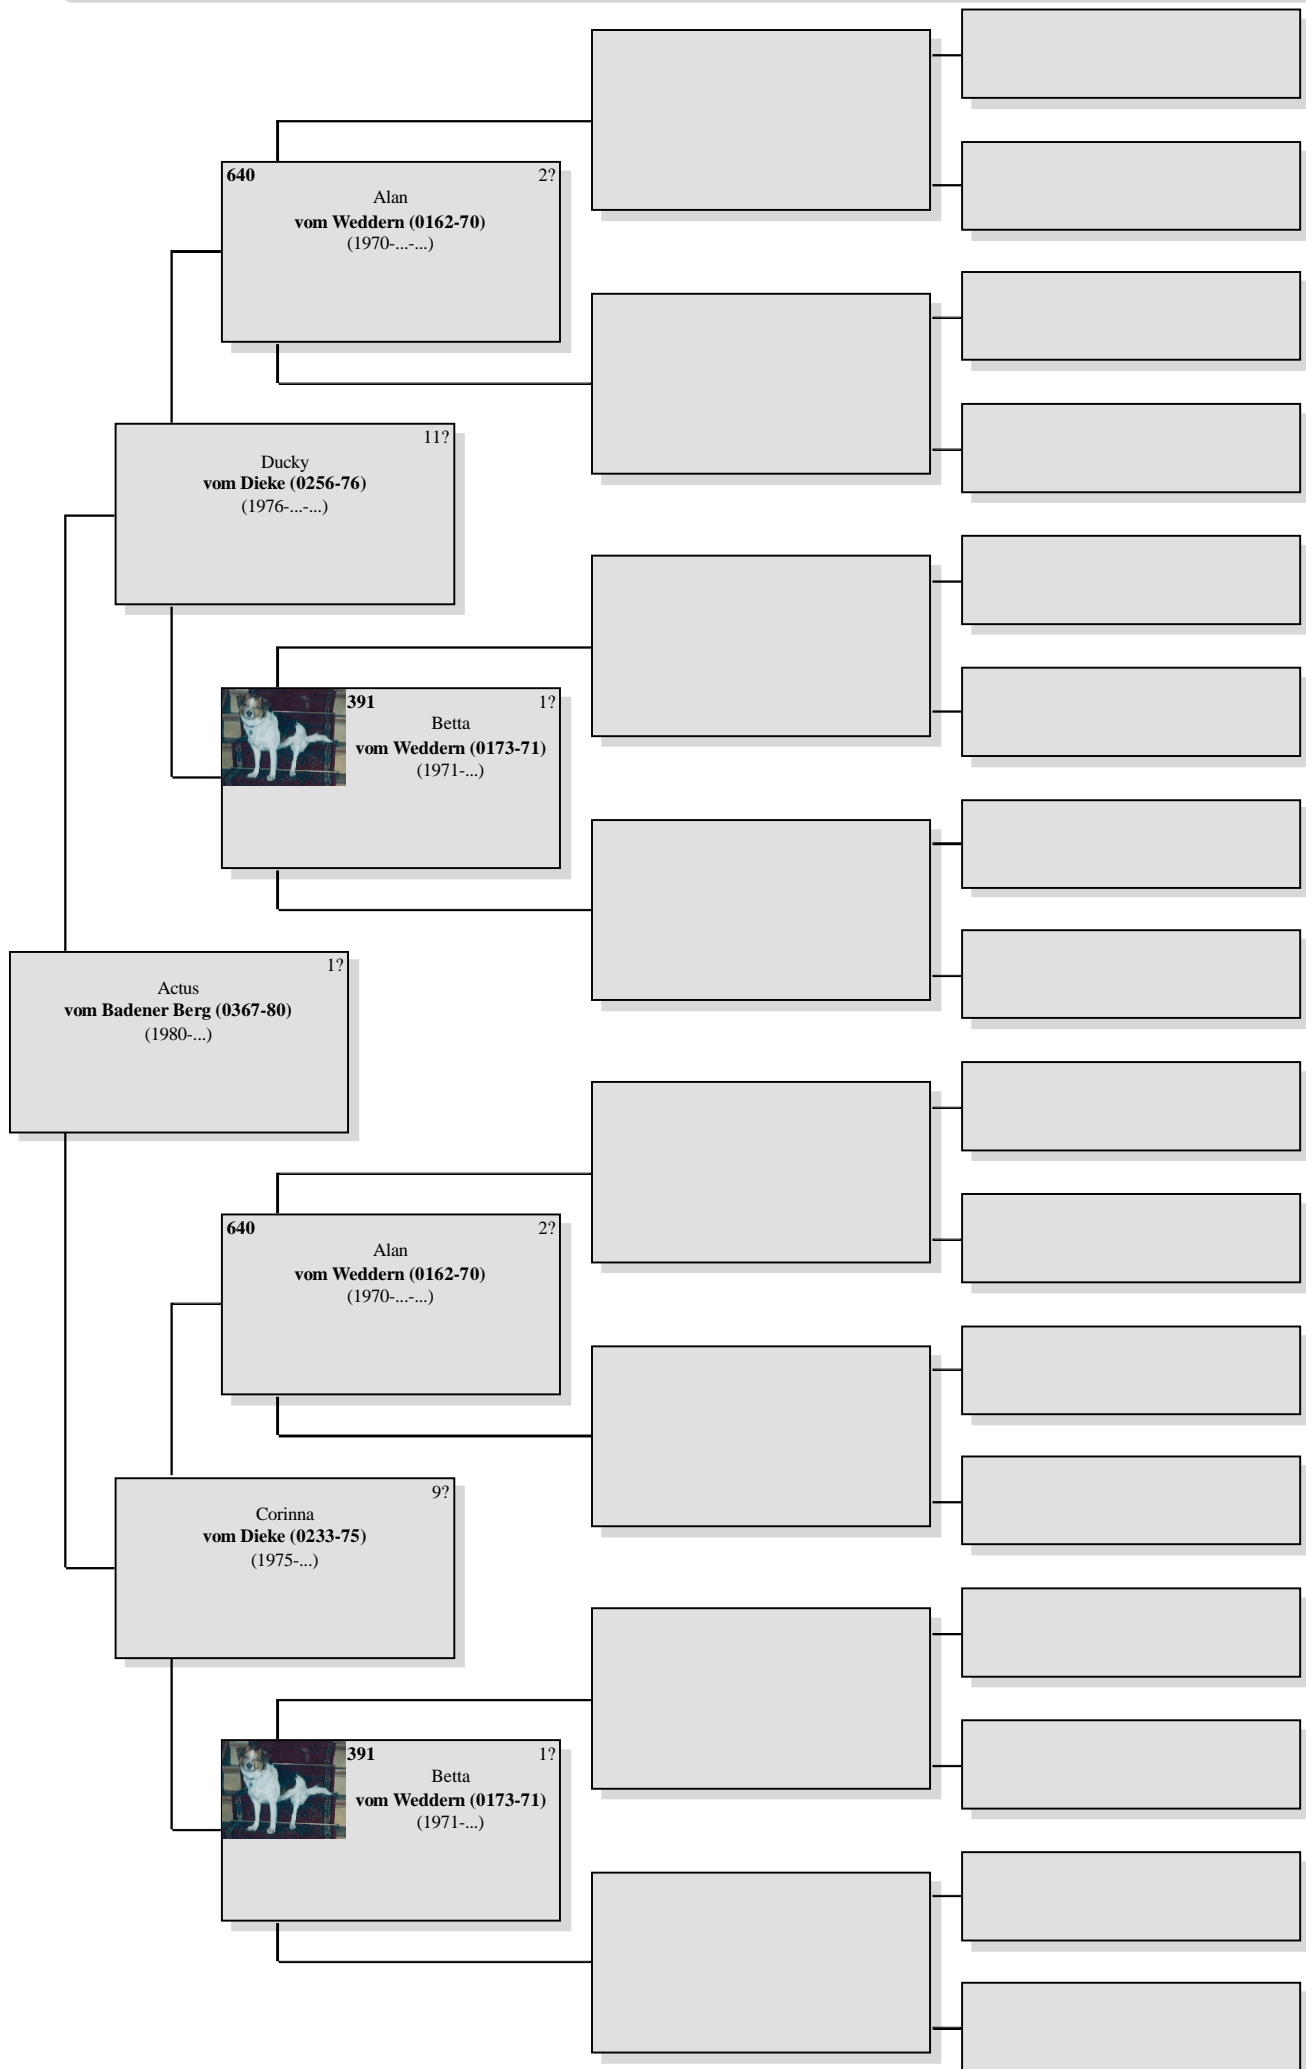 640 2?
Alan
vom Weddern (0162-70)
(1970-...-...)
11?
Ducky
vom Dieke (0256-76)
(1976-...-...)
391 1?
Betta
vom Weddern (0173-71)
(1971-...)
1?
Actus
vom Badener Berg (0367-80)
(1980-...)
640 2?
Alan
vom Weddern (0162-70)
(1970-...-...)
9?
Corinna
vom Dieke (0233-75)
(1975-...)
391 1?
Betta
vom Weddern (0173-71)
(1971-...)